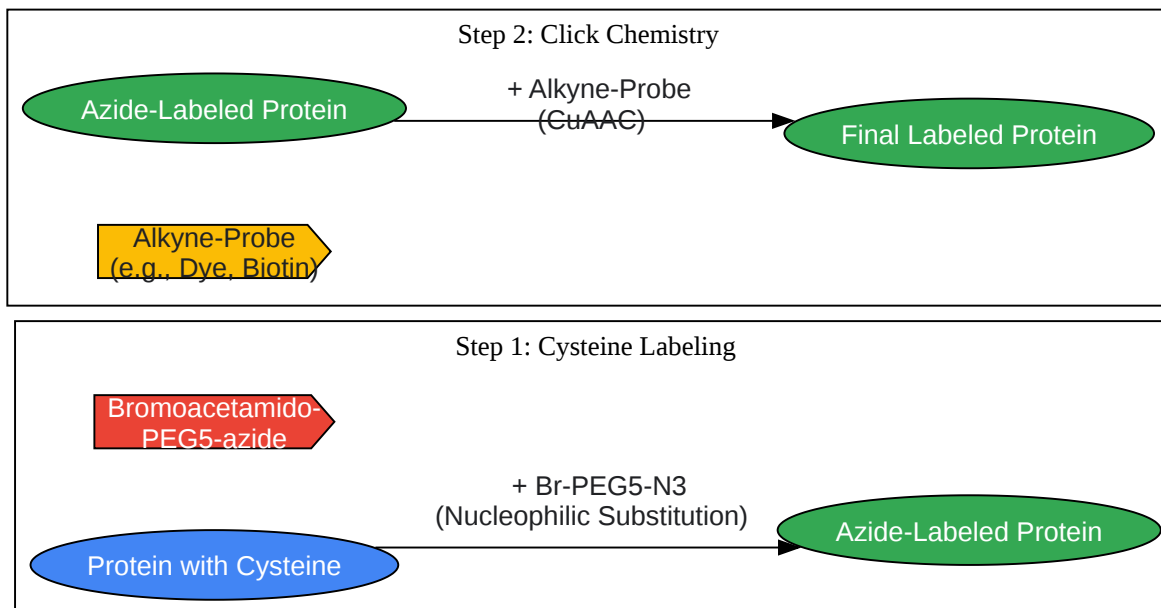 Step 2: Click Chemistry
Azide-Labeled Protein
+ Alkyne-Probe
(CuAAC)
Final Labeled Protein
Alkyne-Probe
(e.g., Dye, Biotin)
Step 1: Cysteine Labeling
Bromoacetamido-
PEG5-azide
+ Br-PEG5-N3
(Nucleophilic Substitution)
Protein with Cysteine
Azide-Labeled Protein